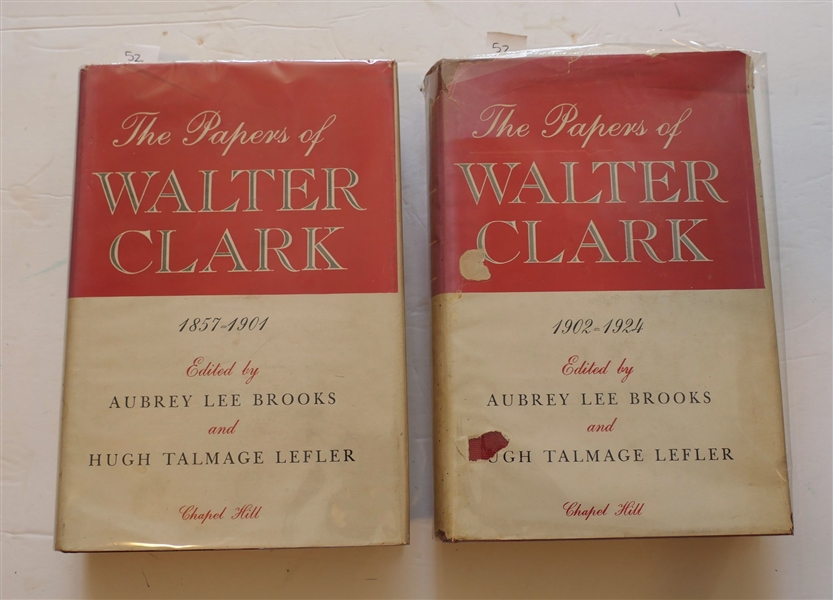 52
The Papers of
WALTER
CLARK
1857-1901
Edited by
AUBREY LEE BROOKS
and
HUGH TALMAGE LEFLER
Chapel Hill
52
The Papers of
WALTER
CLARK
1902-1924
Edited by
AUBREY LEE BROOKS
and
UGH TALMAGE LEFLER
Chapel Hill